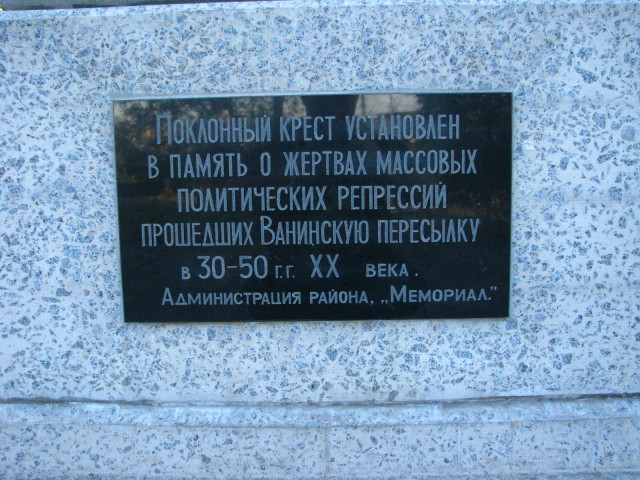 Поклонный крест установлен
в память о жертвах массовых
политических репрессий
прошедших Ванинскую пересылку
в 30-50 г.г. XX века.
Администрация района, „Мемориал."